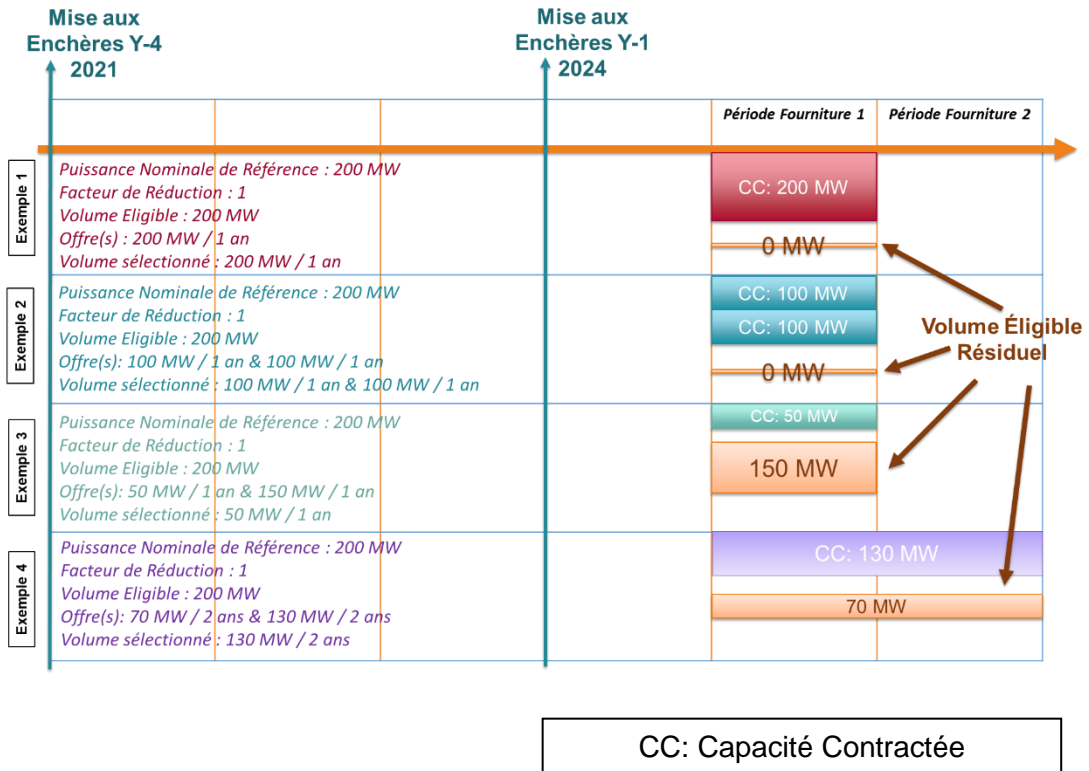 Mise aux
Enchères Y-4
2021
Mise aux
Enchères Y-1
2024
Période Fourniture 1
Période Fourniture 2
Exemple 1
Puissance Nominale de Référence : 200 MW
Facteur de Réduction : 1
Volume Eligible : 200 MW
Offre(s) : 200 MW / 1 an
Volume sélectionné : 200 MW / 1 an
CC: 200 MW
0 MW
Exemple 2
Puissance Nominale de Référence : 200 MW
Facteur de Réduction : 1
Volume Eligible : 200 MW
Offre(s): 100 MW / 1 an & 100 MW / 1 an
Volume sélectionné : 100 MW / 1 an & 100 MW / 1 an
CC: 100 MW
CC: 100 MW
0 MW
Volume Éligible
Résiduel
Exemple 3
Puissance Nominale de Référence : 200 MW
Facteur de Réduction : 1
Volume Eligible : 200 MW
Offre(s): 50 MW / 1 an & 150 MW / 1 an
Volume sélectionné : 50 MW / 1 an
CC: 50 MW
150 MW
Exemple 4
Puissance Nominale de Référence : 200 MW
Facteur de Réduction : 1
Volume Eligible : 200 MW
Offre(s): 70 MW / 2 ans & 130 MW / 2 ans
Volume sélectionné : 130 MW / 2 ans
CC: 130 MW
70 MW
CC: Capacité Contractée